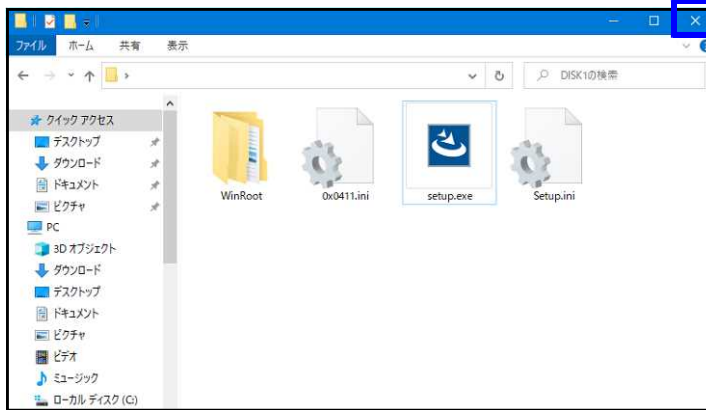 ファイル ホーム 共有 表示
DISK1の検索
クイック アクセス
デスクトップ
ダウンロード
ドキュメント
ピクチャ
PC
3D オブジェクト
ダウンロード
デスクトップ
ドキュメント
ピクチャ
ビデオ
ミュージック
ローカル ディスク (C:)
WinRoot 0x0411.ini setup.exe Setup.ini